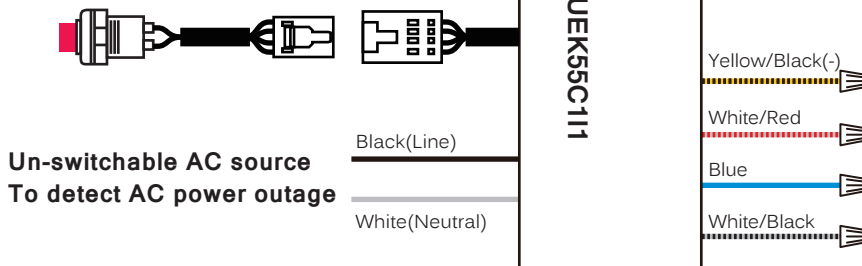 UEK55C1I1
Yellow/Black(-)
White/Red
Blue
White/Black
Black(Line)
Un-switchable AC source
To detect AC power outage
White(Neutral)